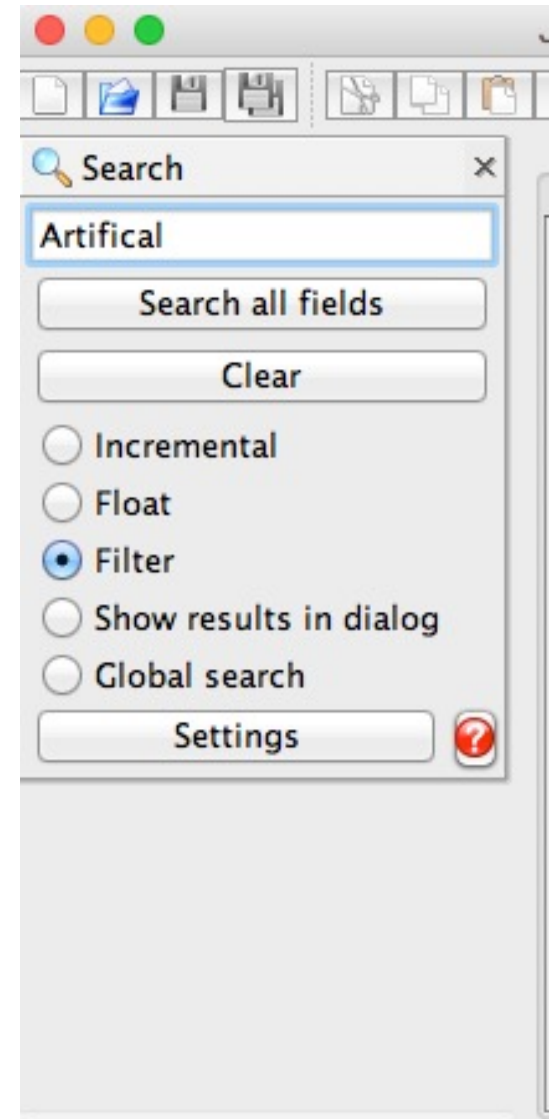 Search
Artifical
Search all fields
Clear
Incremental
Float
Filter
Show results in dialog
Global search
Settings
?